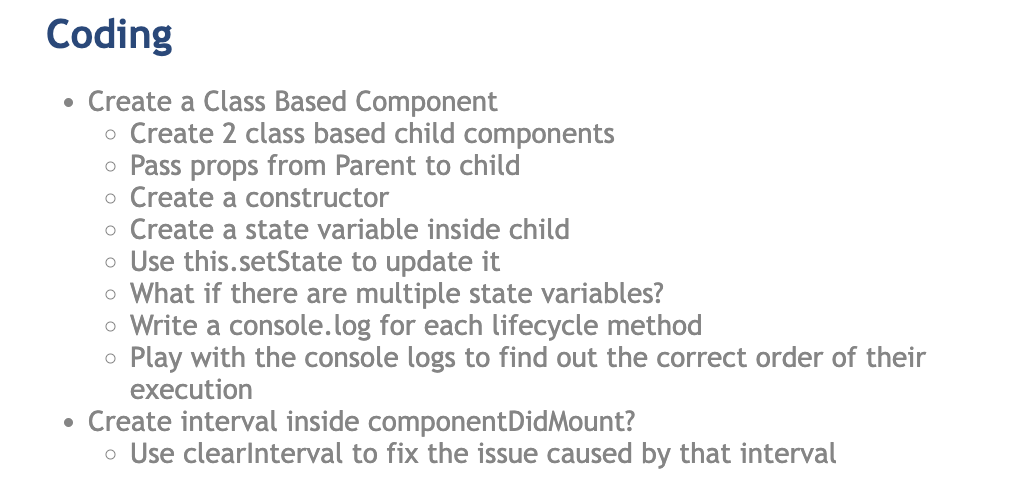 Coding
Create a Class Based Component
Create 2 class based child components
Pass props from Parent to child
Create a constructor
Create a state variable inside child
Use this.setState to update it
What if there are multiple state variables?
Write a console.log for each lifecycle method
Play with the console logs to find out the correct order of their
execution
Create interval inside componentDidMount?
Use clearInterval to fix the issue caused by that interval